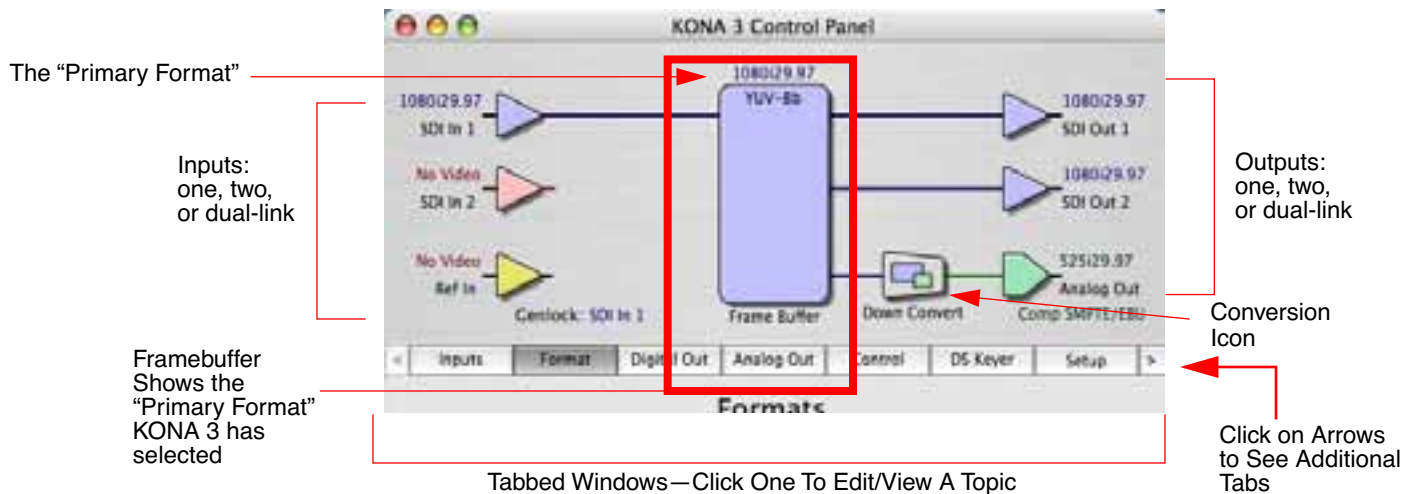 KONA 3 Control Panel
The “Primary Format”
1080i29.97
YUV-8b
1080i29.97
SDI In 1
1080i29.97
SDI Out 1
Inputs:
one, two,
or dual-link
No Video
SDI In 2
1080i29.97
SDI Out 2
Outputs:
one, two,
or dual-link
No Video
Ref In
525i29.97
Analog Out
Genlock: SDI In 1
Frame Buffer
Down Convert
Comp SMPTE/EBU
Conversion
Icon
Framebuffer
Shows the
“Primary Format”
KONA 3 has
selected
< Inputs Format Digital Out Analog Out Control DS Keyer Setup >
Formats
Click on Arrows
to See Additional
Tabs
Tabbed Windows—Click One To Edit/View A Topic